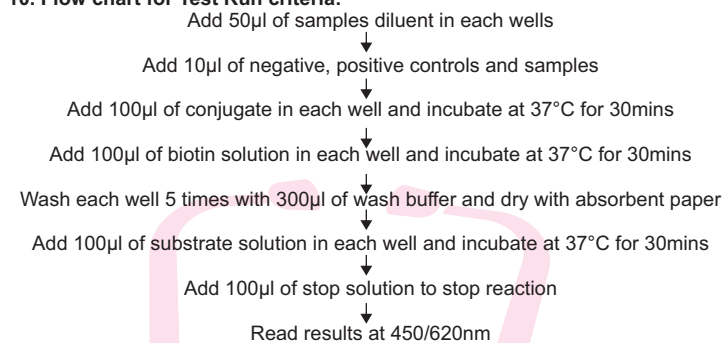 10. Flow chart for Test Run criteria:
Add 50µl of samples diluent in each wells
Add 10µl of negative, positive controls and samples
Add 100µl of conjugate in each well and incubate at 37°C for 30mins
Add 100µl of biotin solution in each well and incubate at 37°C for 30mins
Wash each well 5 times with 300µl of wash buffer and dry with absorbent paper
Add 100µl of substrate solution in each well and incubate at 37°C for 30mins
Add 100µl of stop solution to stop reaction
Read results at 450/620nm